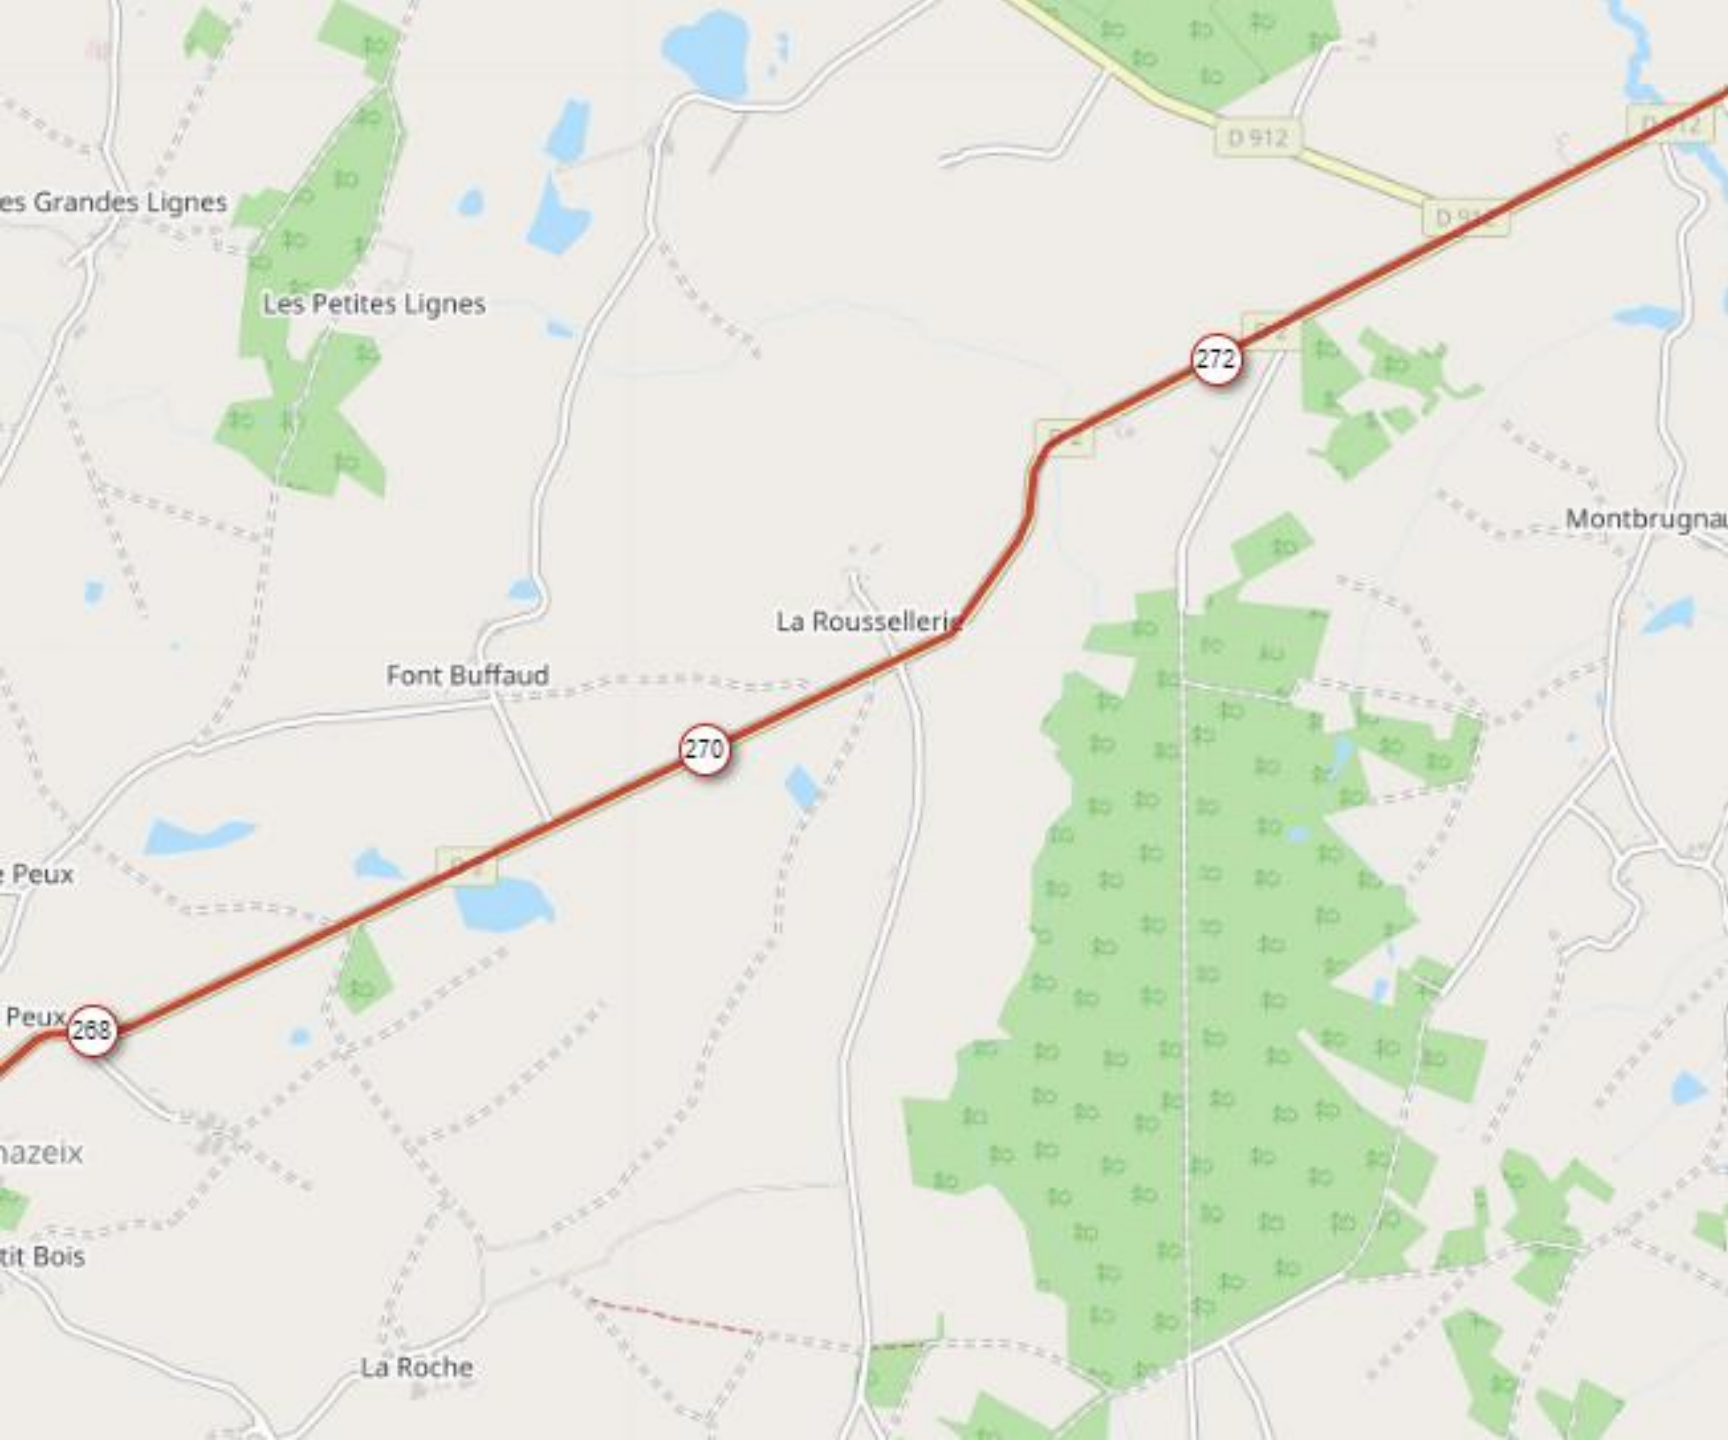 D 912
es Grandes Lignes
Les Petites Lignes
272
Montbrugnau
La Roussellerie
Font Buffaud
270
e Peux
Peux
268
nazeix
tit Bois
La Roche